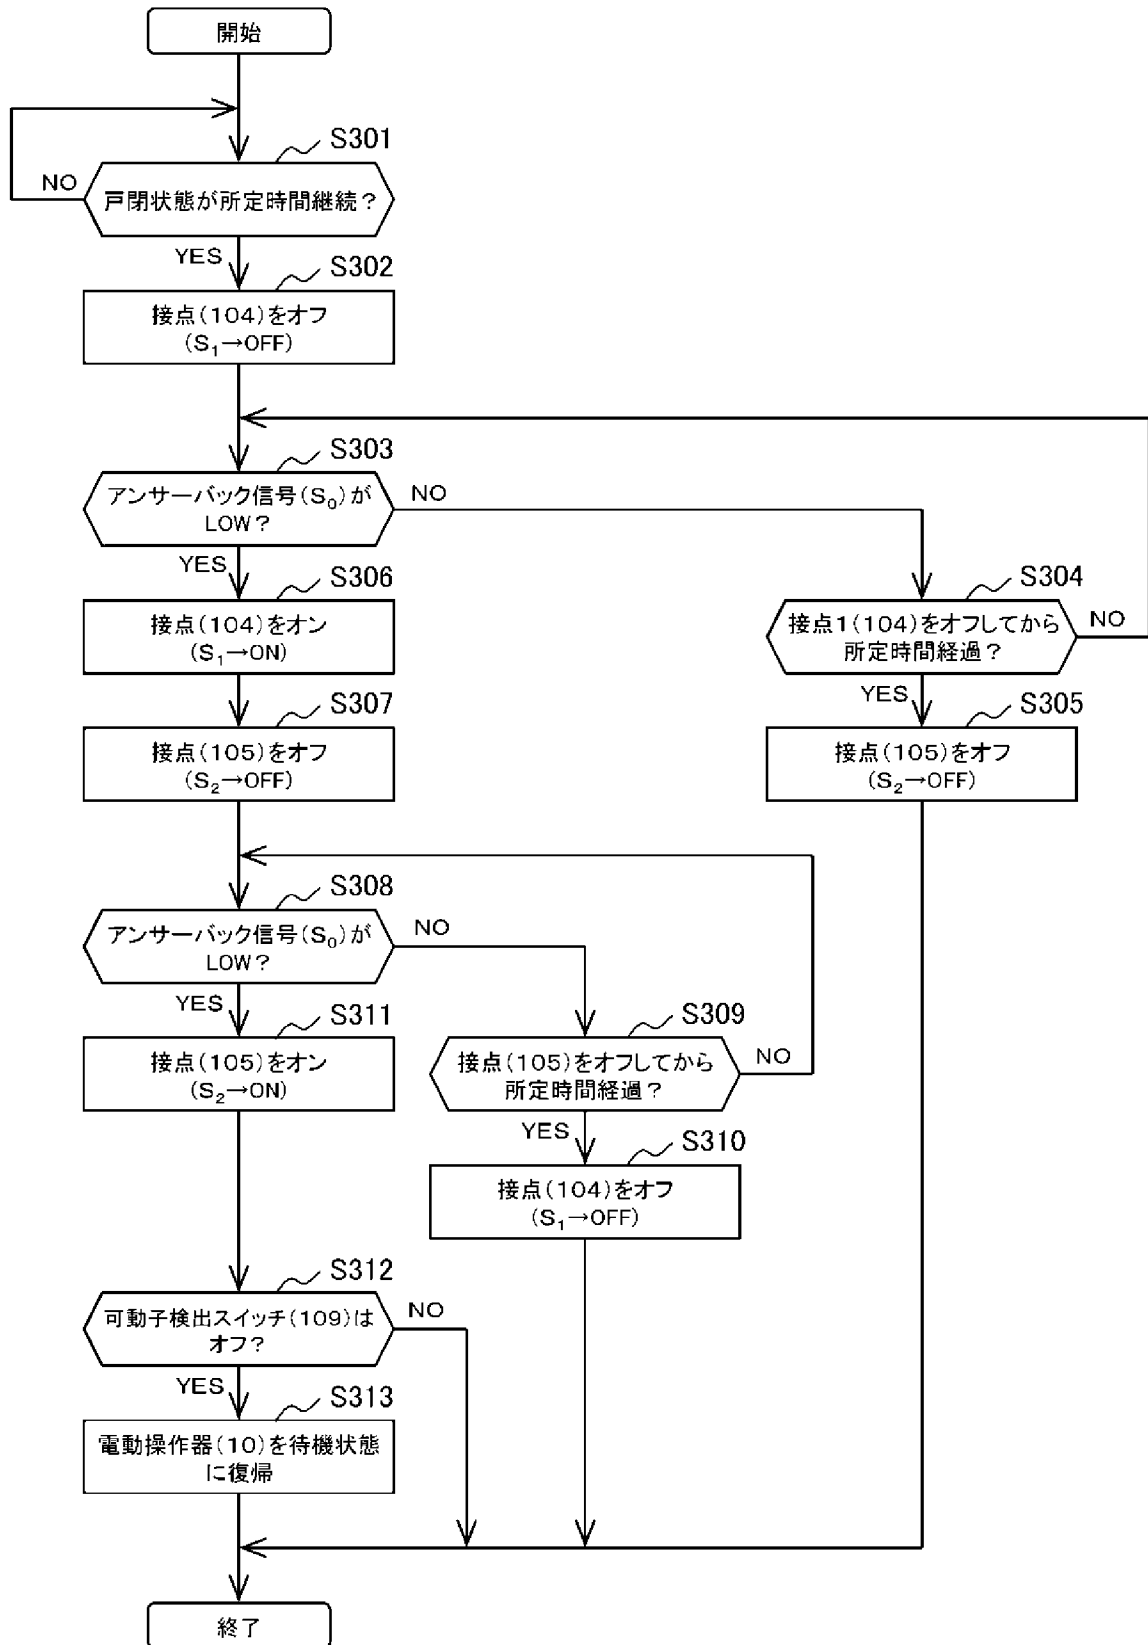 開始
S301
戸閉状態が所定時間継続?
NO
YES
S302
接点(104)をオフ
(S₁→OFF)
S303
アンサーバック信号(S₀)が
LOW?
NO
YES
S304
接点1(104)をオフしてから
所定時間経過?
NO
YES
S305
接点(105)をオフ
(S₂→OFF)
S306
接点(104)をオン
(S₁→ON)
S307
接点(105)をオフ
(S₂→OFF)
S308
アンサーバック信号(S₀)が
LOW?
NO
YES
S309
接点(105)をオフしてから
所定時間経過?
NO
YES
S310
接点(104)をオフ
(S₁→OFF)
S311
接点(105)をオン
(S₂→ON)
S312
可動子検出スイッチ(109)は
オフ?
NO
YES
S313
電動操作器(10)を待機状態
に復帰
終了